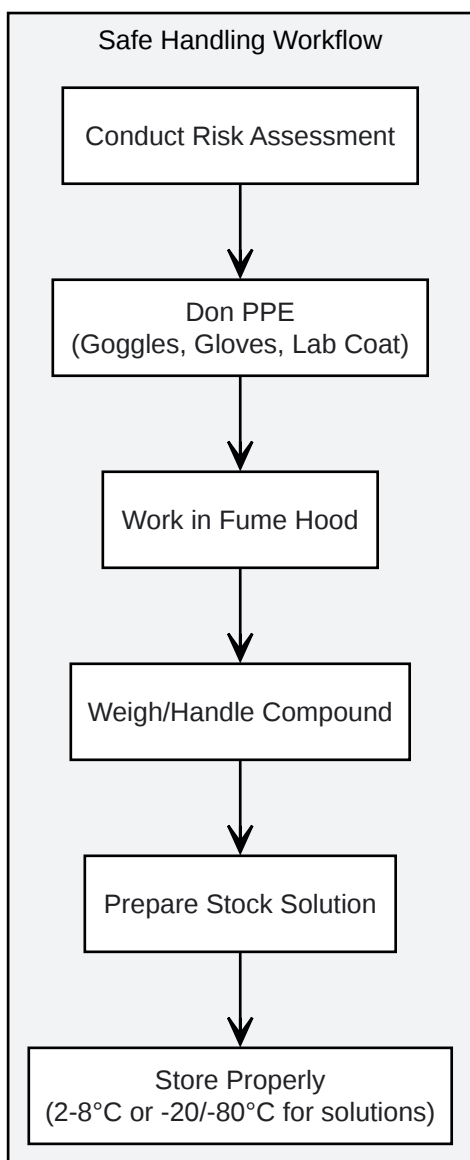 Safe Handling Workflow
Conduct Risk Assessment
Don PPE
(Goggles, Gloves, Lab Coat)
Work in Fume Hood
Weigh/Handle Compound
Prepare Stock Solution
Store Properly
(2-8°C or -20/-80°C for solutions)